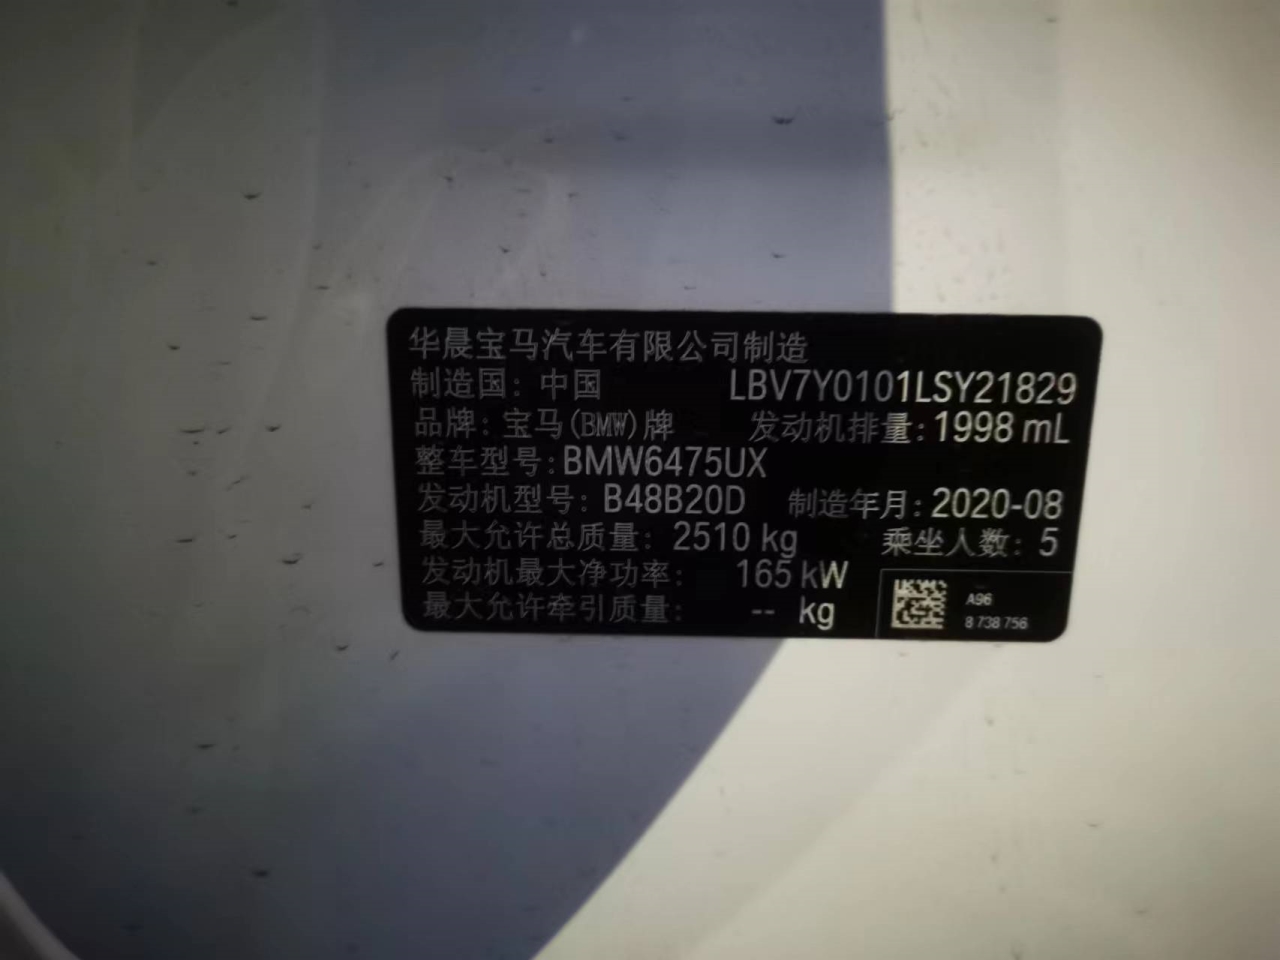 华晨宝马汽车有限公司制造
制造国：中国 LBV7Y0101LSY21829
品牌：宝马(BMW)牌 发动机排量：1998 mL
整车型号：BMW6475UX
发动机型号：B48B20D 制造年月：2020-08
最大允许总质量：2510 kg 乘坐人数：5
发动机最大净功率：165 kW
最大允许牵引质量：-- kg
A96
8 738 756